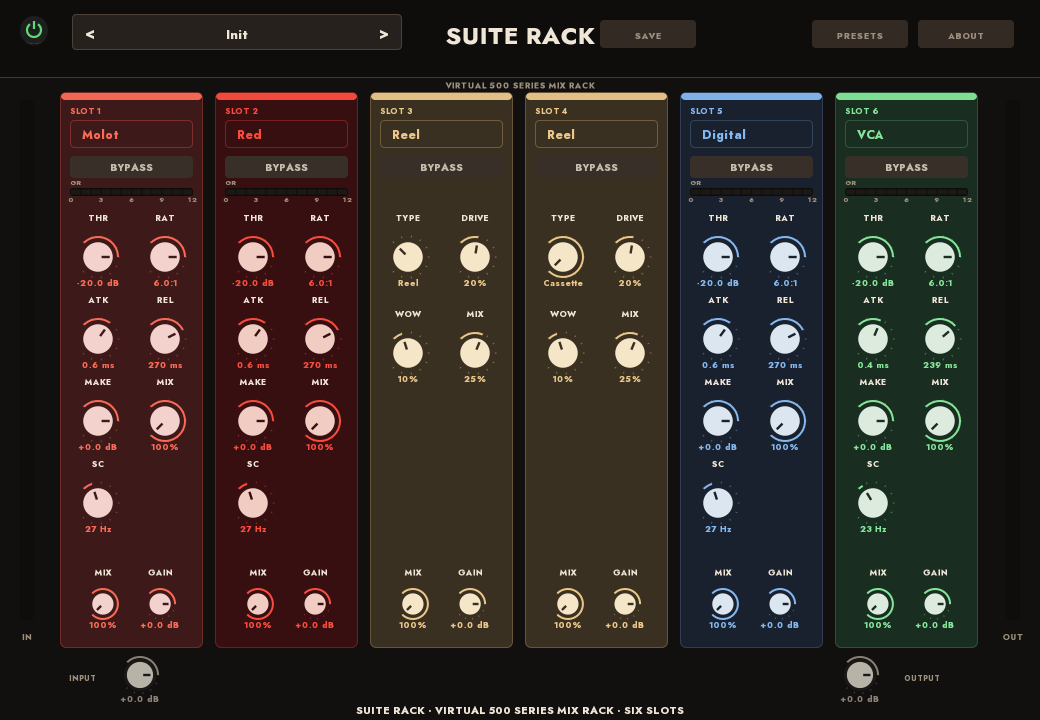 < Init >
SUITE RACK
SAVE
PRESETS
ABOUT
VIRTUAL 500 SERIES MIX RACK
SLOT 1
Molot
BYPASS
GR
0 3 6 9 12
THR RAT
-20.0 dB 6.0:1
ATK REL
0.6 ms 270 ms
MAKE MIX
+0.0 dB 100%
SC
27 Hz
MIX GAIN
100% +0.0 dB
SLOT 2
Red
BYPASS
GR
0 3 6 9 12
THR RAT
-20.0 dB 6.0:1
ATK REL
0.6 ms 270 ms
MAKE MIX
+0.0 dB 100%
SC
27 Hz
MIX GAIN
100% +0.0 dB
SLOT 3
Reel
BYPASS
TYPE DRIVE
Reel 20%
WOW MIX
10% 25%
MIX GAIN
100% +0.0 dB
SLOT 4
Reel
BYPASS
TYPE DRIVE
Cassette 20%
WOW MIX
10% 25%
MIX GAIN
100% +0.0 dB
SLOT 5
Digital
BYPASS
GR
0 3 6 9 12
THR RAT
-20.0 dB 6.0:1
ATK REL
0.6 ms 270 ms
MAKE MIX
+0.0 dB 100%
SC
27 Hz
MIX GAIN
100% +0.0 dB
SLOT 6
VCA
BYPASS
GR
0 3 6 9 12
THR RAT
-20.0 dB 6.0:1
ATK REL
0.4 ms 239 ms
MAKE MIX
+0.0 dB 100%
SC
23 Hz
MIX GAIN
100% +0.0 dB
IN
OUT
INPUT
+0.0 dB
OUTPUT
+0.0 dB
SUITE RACK · VIRTUAL 500 SERIES MIX RACK · SIX SLOTS